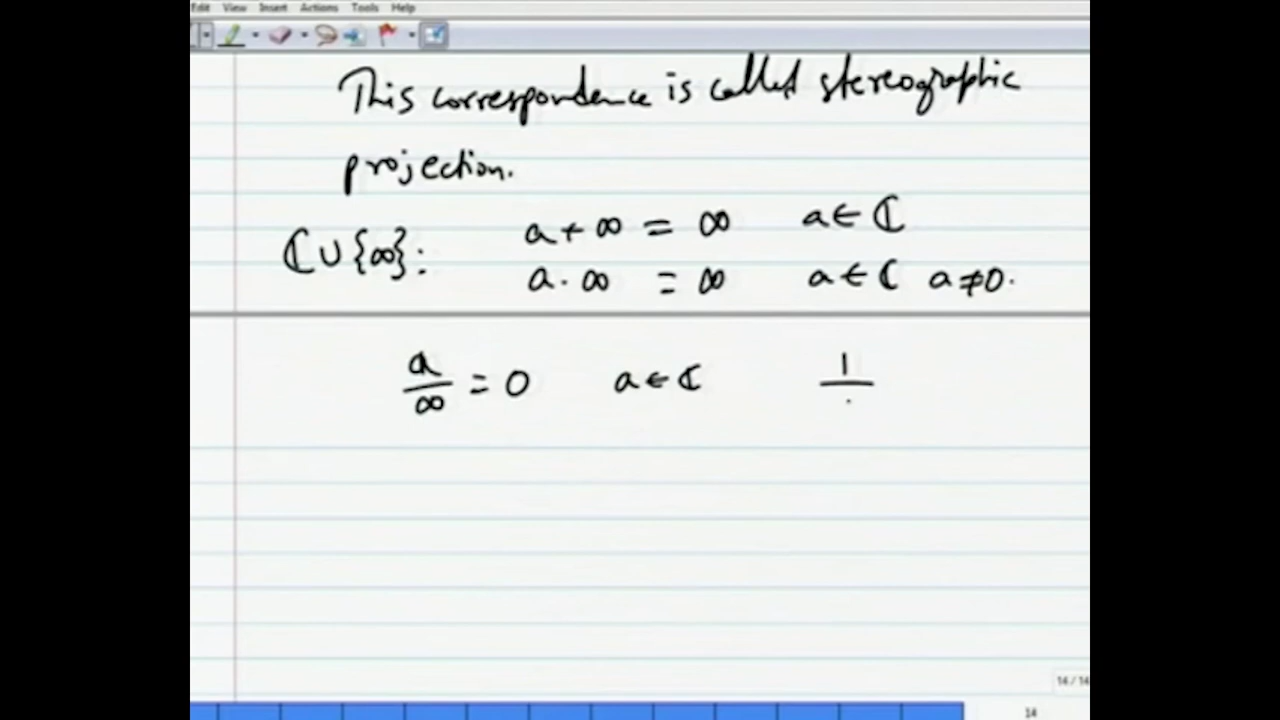 Edit View Insert Actions Tools Help
This correspondence is called stereographic
projection.
ℂ∪{∞}: a + ∞ = ∞ a ∈ ℂ
a · ∞ = ∞ a ∈ ℂ a ≠ 0.
a/∞ = 0 a ∈ ℂ 1/
14 / 14
14